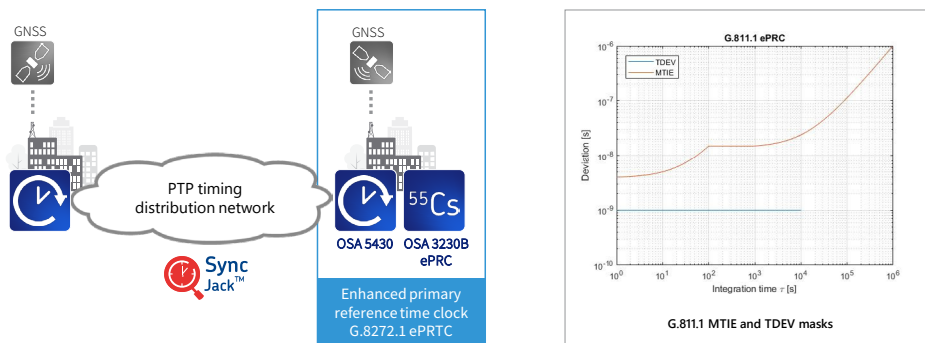 GNSS
GNSS
PTP timing
distribution network
55Cs
OSA 5430
OSA 3230B
ePRC
Sync
Jack™
Enhanced primary
reference time clock
G.8272.1 ePRTC
G.811.1 ePRC
TDEV
MTIE
Deviation [s]
10^-6
10^-7
10^-8
10^-9
10^-10
10^0
10^1
10^2
10^3
10^4
10^5
10^6
Integration time τ [s]
G.811.1 MTIE and TDEV masks